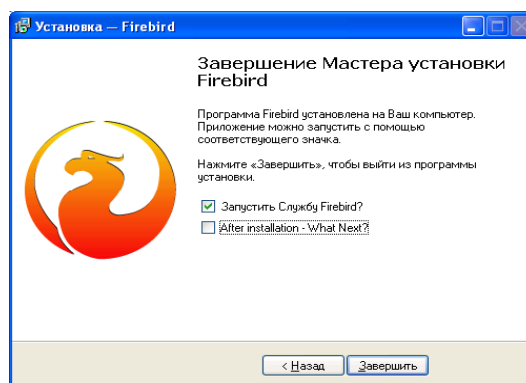 Установка — Firebird
Завершение Мастера установки
Firebird
Программа Firebird установлена на Ваш компьютер.
Приложение можно запустить с помощью
соответствующего значка.
Нажмите «Завершить», чтобы выйти из программы
установки.
Запустить Службу Firebird?
After installation - What Next?
< Назад
Завершить